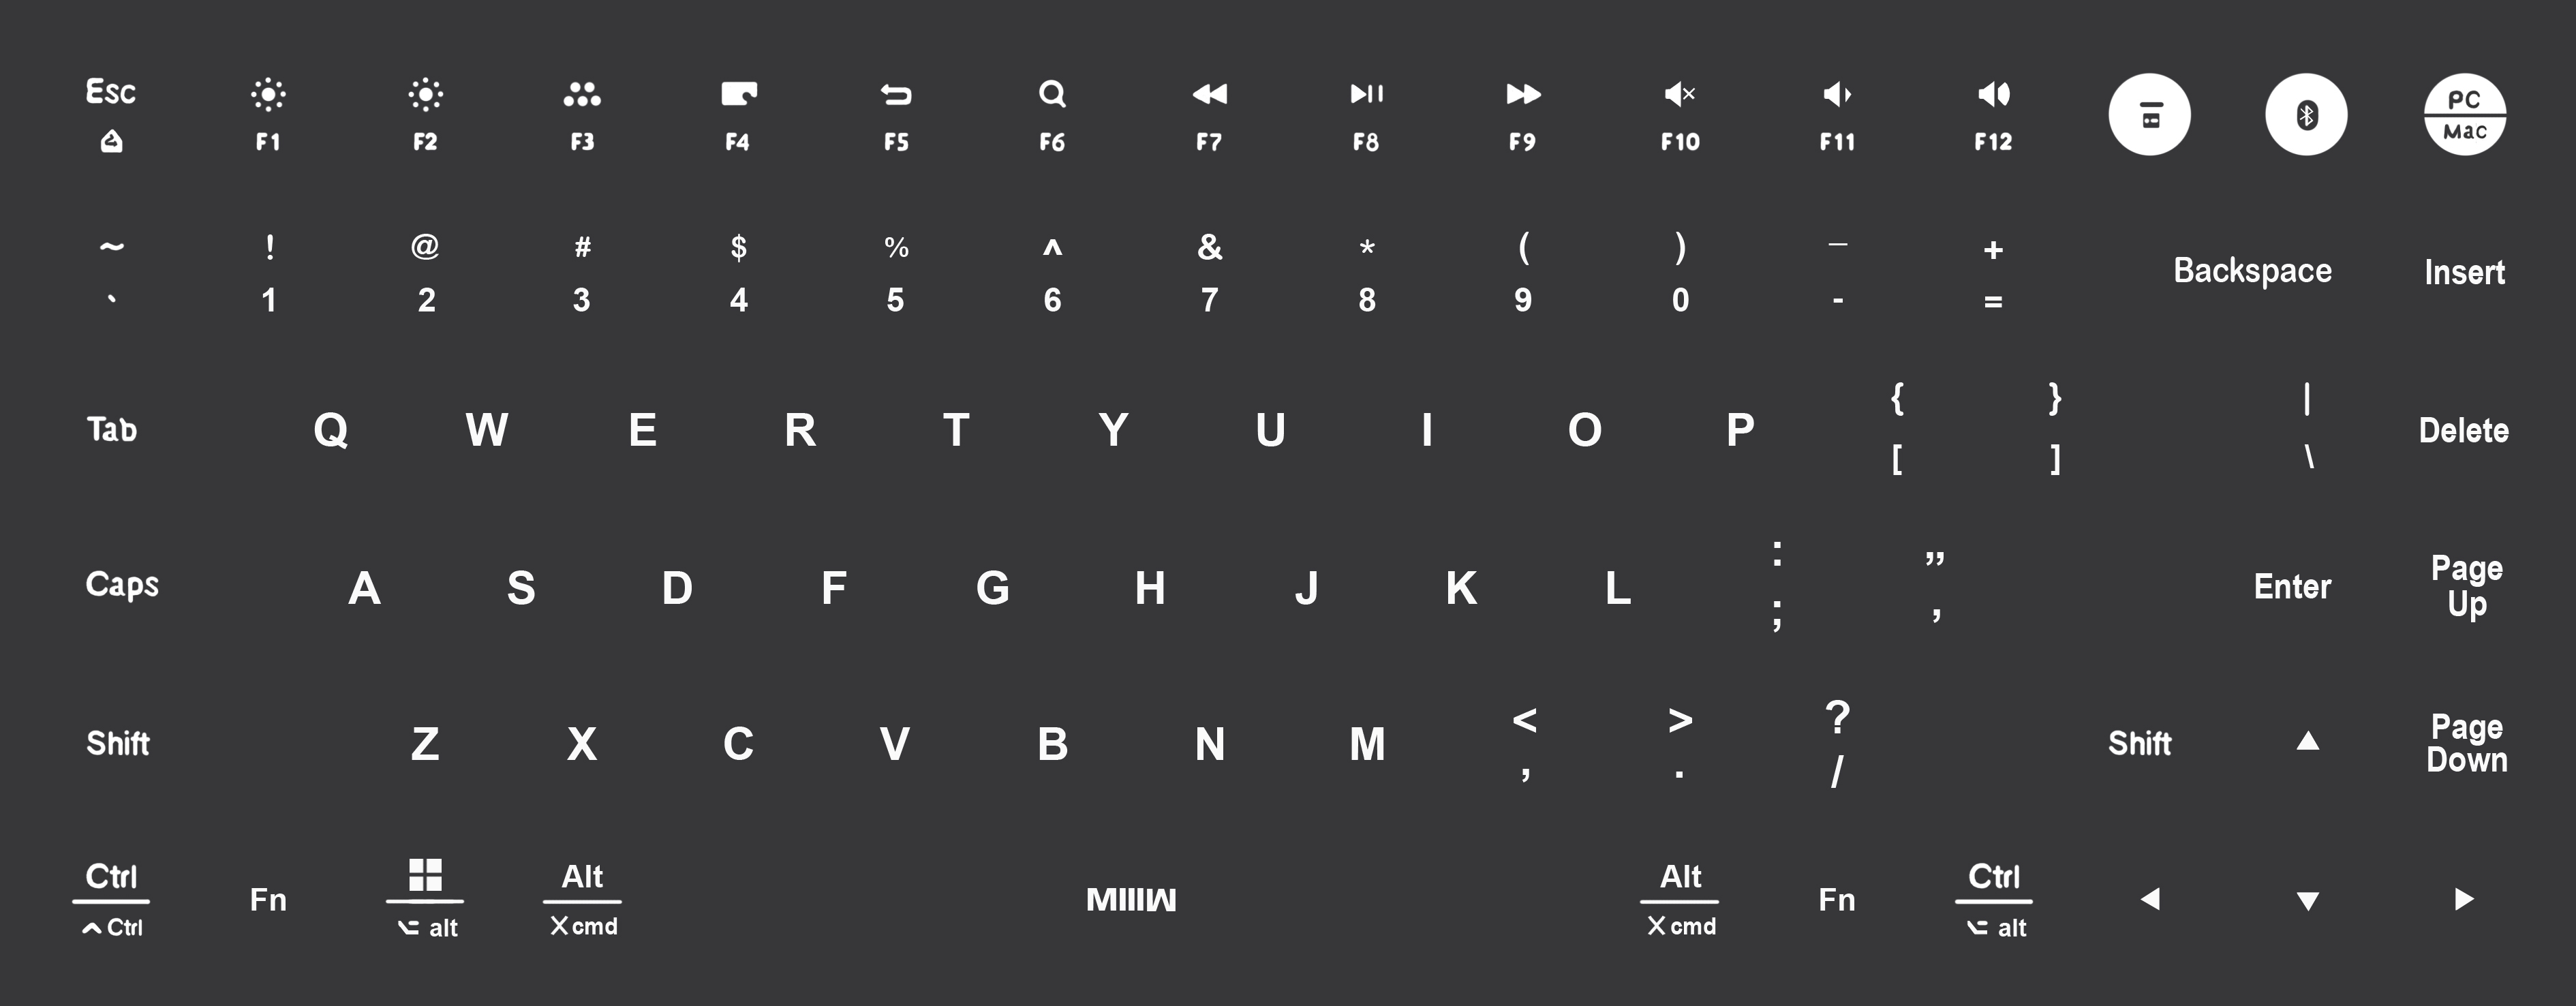 Esc
F1 F2 F3 F4 F5 F6 F7 F8 F9 F10 F11 F12
PC
Mac
~ ! @ # $ % ^ & * ( ) _ +
` 1 2 3 4 5 6 7 8 9 0 - =
Backspace Insert
Tab Q W E R T Y U I O P { } |
[ ] \
Delete
Caps A S D F G H J K L : ”
; ,
Enter Page
Up
Shift Z X C V B N M < > ?
, . /
Shift Page
Down
Ctrl Fn Alt Alt Fn Ctrl
^ Ctrl ⌥ alt X cmd X cmd ⌥ alt